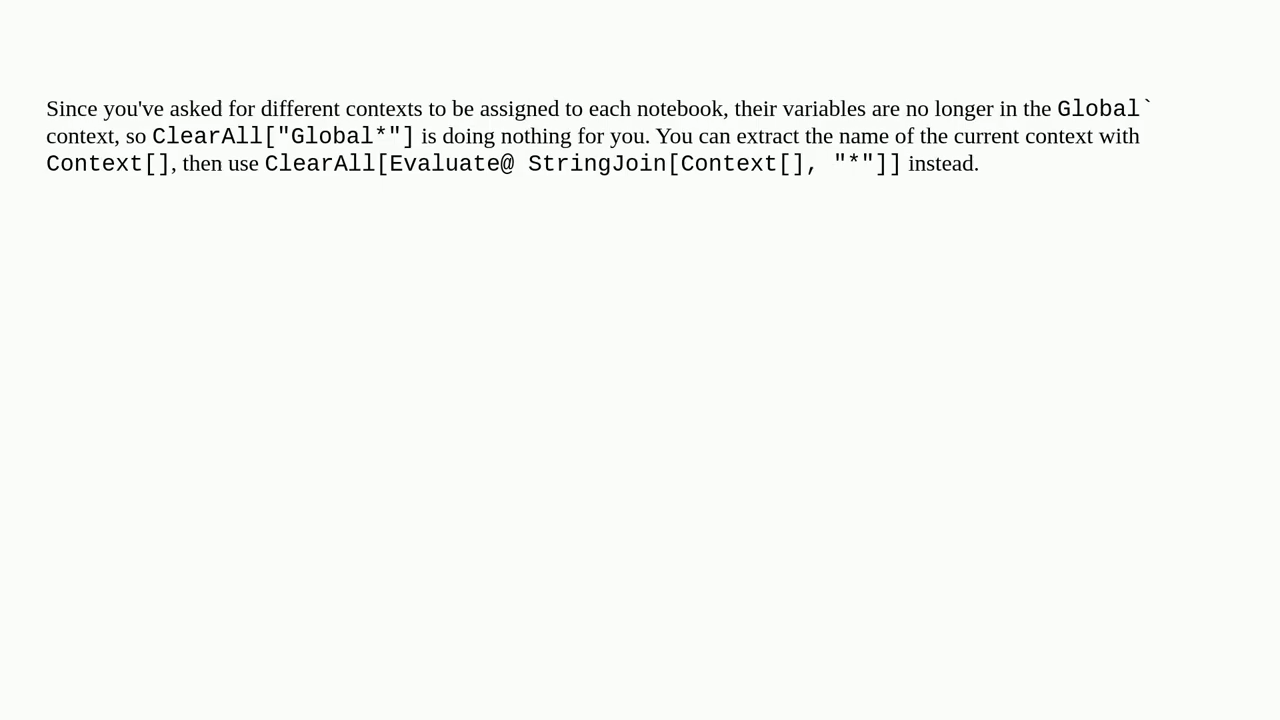 Since you've asked for different contexts to be assigned to each notebook, their variables are no longer in the Global`
context, so ClearAll["Global*"] is doing nothing for you. You can extract the name of the current context with
Context[], then use ClearAll[Evaluate@ StringJoin[Context[], "*"]] instead.